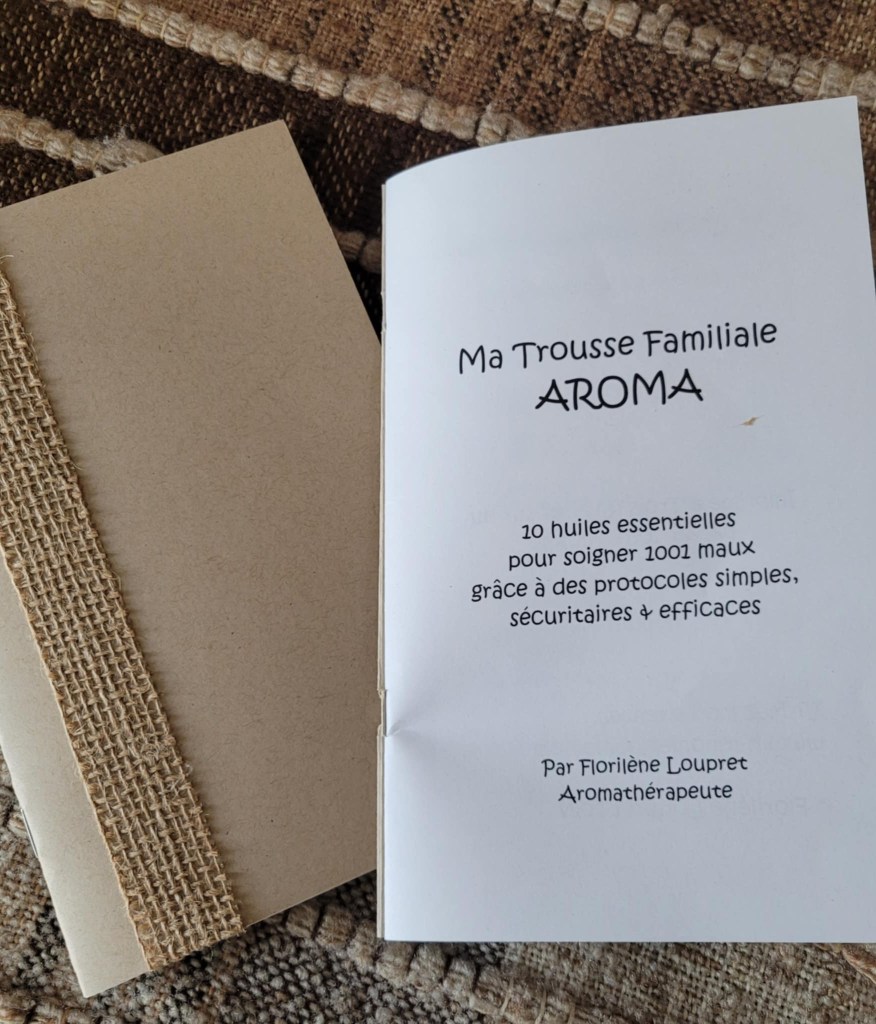 Ma Trousse Familiale
AROMA
10 huiles essentielles
pour soigner 1001 maux
grâce à des protocoles simples,
sécuritaires & efficaces
Par Florilène Loupret
Aromathérapeute